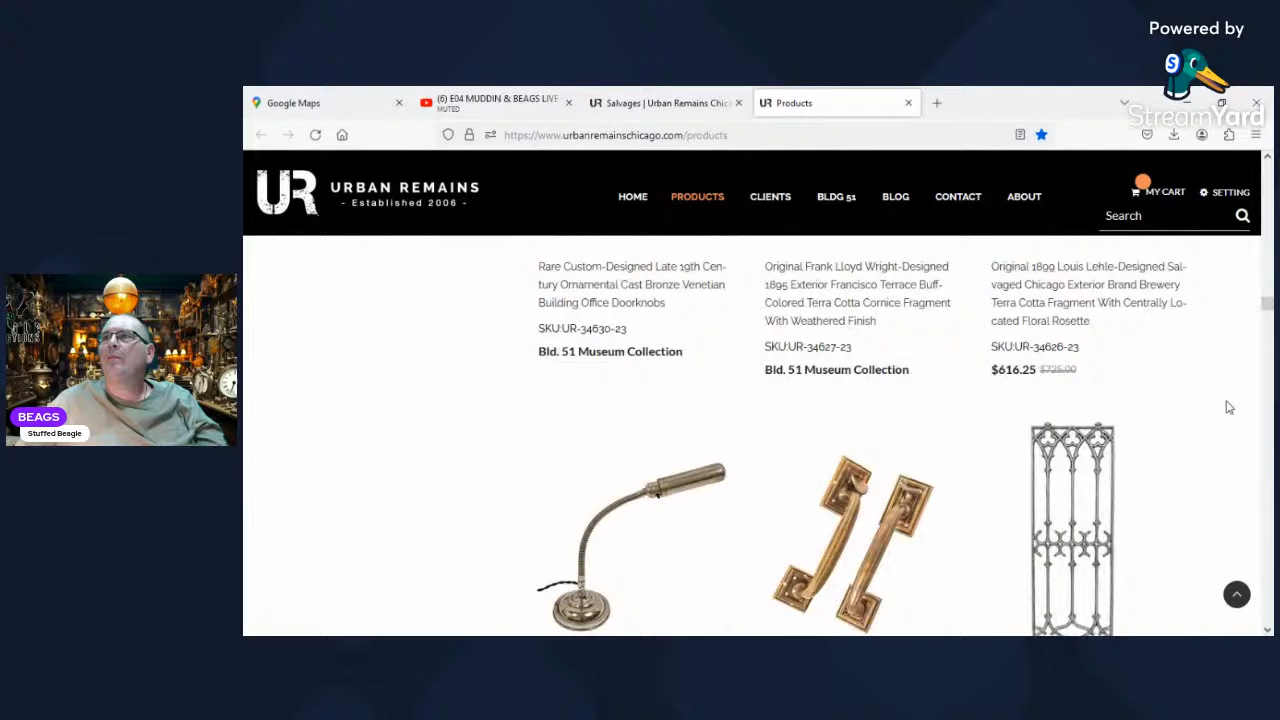 Powered by
S
StreamYard
Google Maps
(6) E04 MUDDIN & BEAGS LIVE
MUTED
UR Salvages | Urban Remains Chic
UR Products
https://www.urbanremainschicago.com/products
UR
URBAN REMAINS
- Established 2006 -
HOME
PRODUCTS
CLIENTS
BLDG 51
BLOG
CONTACT
ABOUT
MY CART
SETTING
Search
Rare Custom-Designed Late 19th Cen-
tury Ornamental Cast Bronze Venetian
Building Office Doorknobs
SKU:UR-34630-23
Bld. 51 Museum Collection
Original Frank Lloyd Wright-Designed
1895 Exterior Francisco Terrace Buff-
Colored Terra Cotta Cornice Fragment
With Weathered Finish
SKU:UR-34627-23
Bld. 51 Museum Collection
Original 1899 Louis Lehle-Designed Sal-
vaged Chicago Exterior Brand Brewery
Terra Cotta Fragment With Centrally Lo-
cated Floral Rosette
SKU:UR-34626-23
$616.25 $725.00
BEAGS
Stuffed Beagle